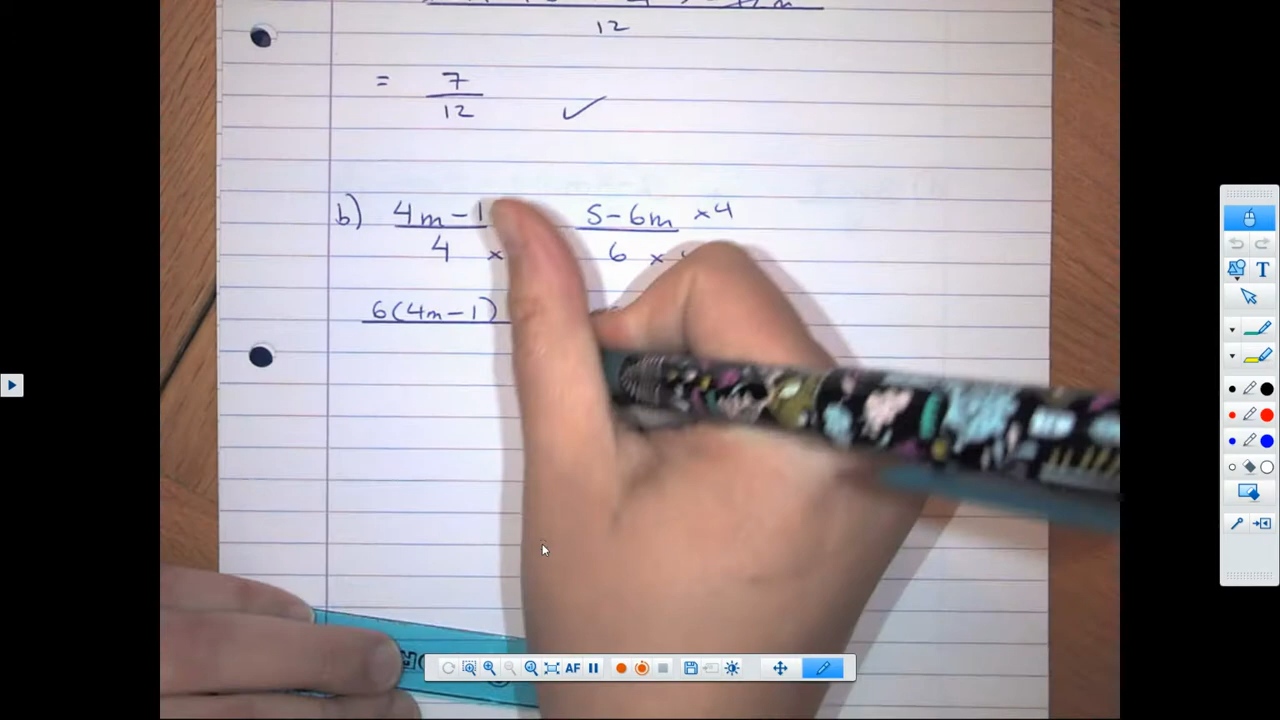 12
= 7
12
b) 4m - 1 5 - 6m ×4
4 × 6 ×
6(4m - 1)
AF
T